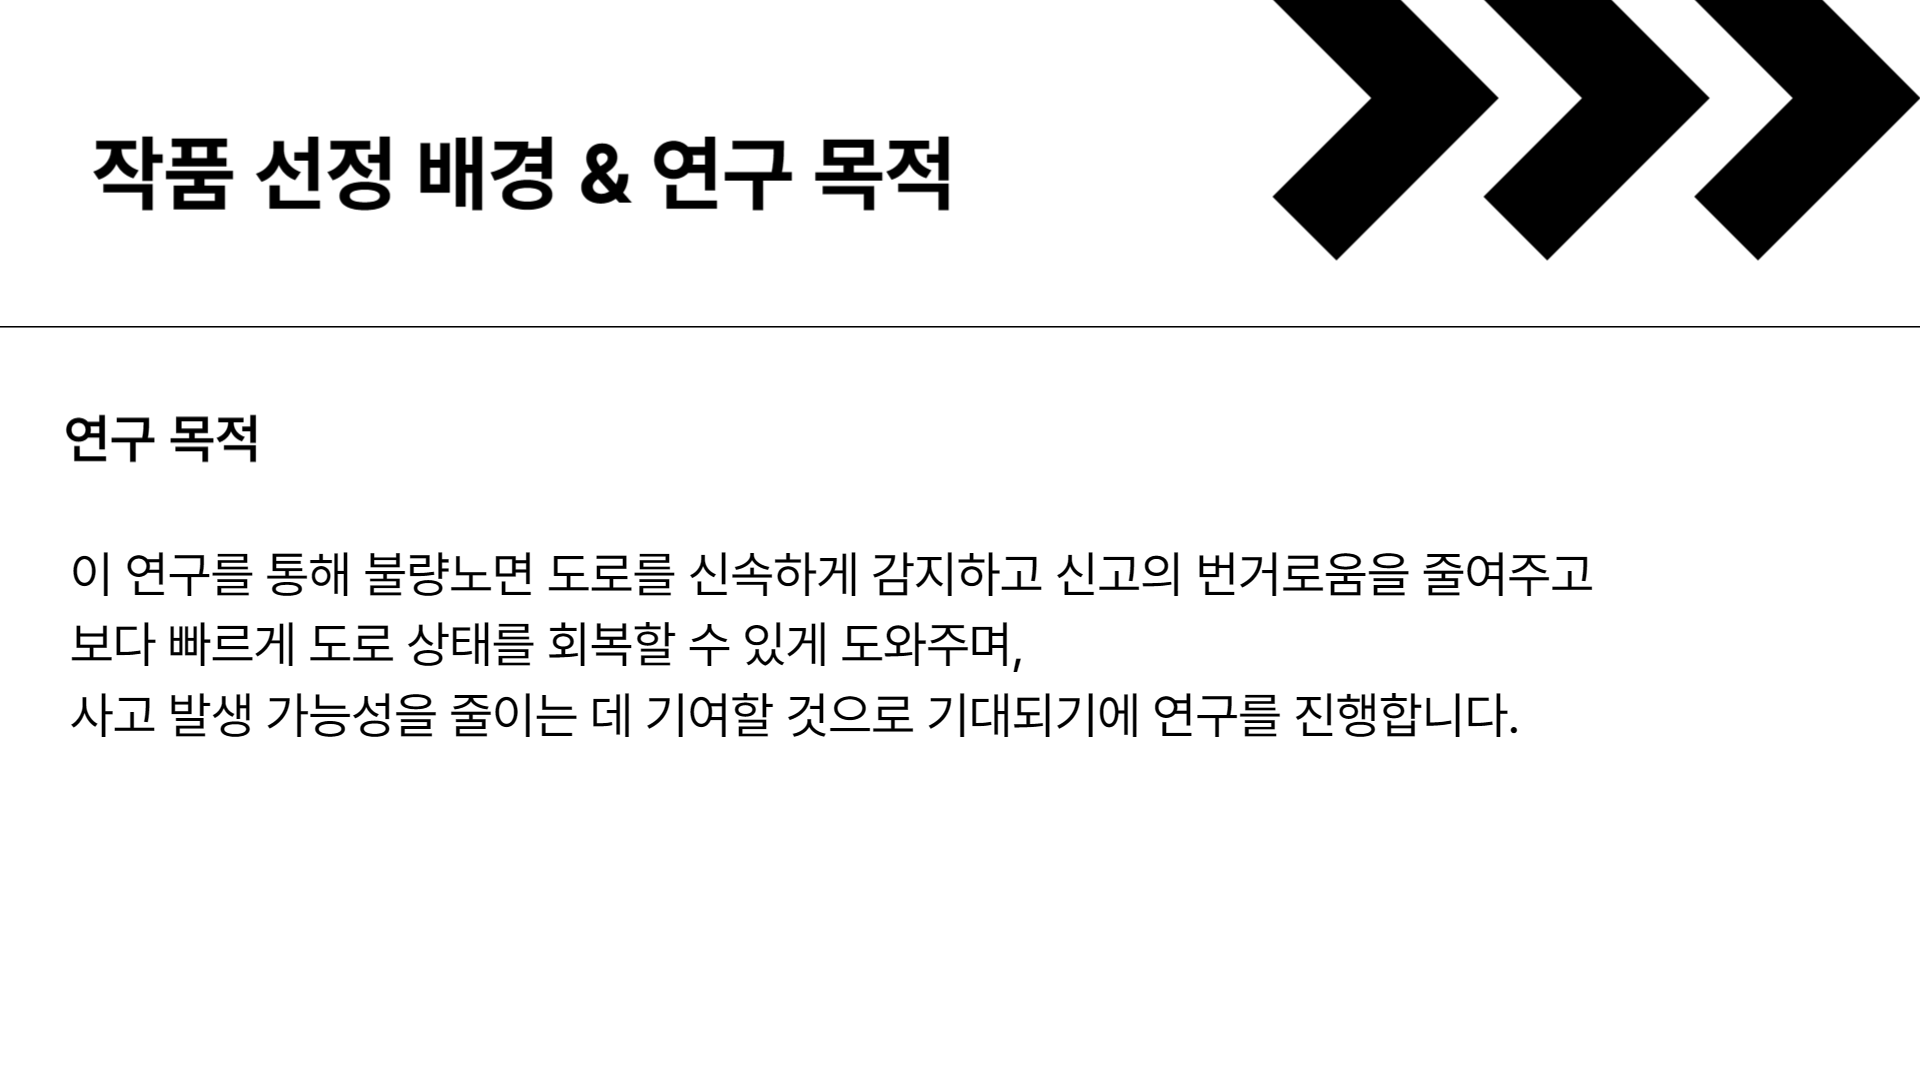 작품 선정 배경 & 연구 목적
연구 목적
이 연구를 통해 불량노면 도로를 신속하게 감지하고 신고의 번거로움을 줄여주고
보다 빠르게 도로 상태를 회복할 수 있게 도와주며,
사고 발생 가능성을 줄이는 데 기여할 것으로 기대되기에 연구를 진행합니다.